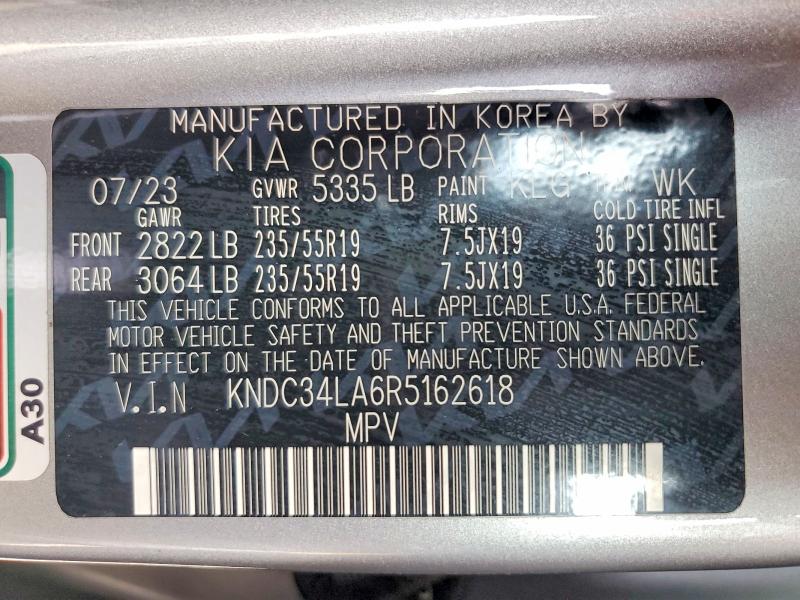 MANUFACTURED IN KOREA BY
KIA CORPORATION
07/23 GVWR 5335 LB PAINT KLG TRIM WK
GAWR TIRES RIMS COLD TIRE INFL
FRONT 2822 LB 235/55R19 7.5JX19 36 PSI SINGLE
REAR 3064 LB 235/55R19 7.5JX19 36 PSI SINGLE
THIS VEHICLE CONFORMS TO ALL APPLICABLE U.S.A. FEDERAL
MOTOR VEHICLE SAFETY AND THEFT PREVENTION STANDARDS
IN EFFECT ON THE DATE OF MANUFACTURE SHOWN ABOVE.
V.I.N KNDC34LA6R5162618
MPV
A30